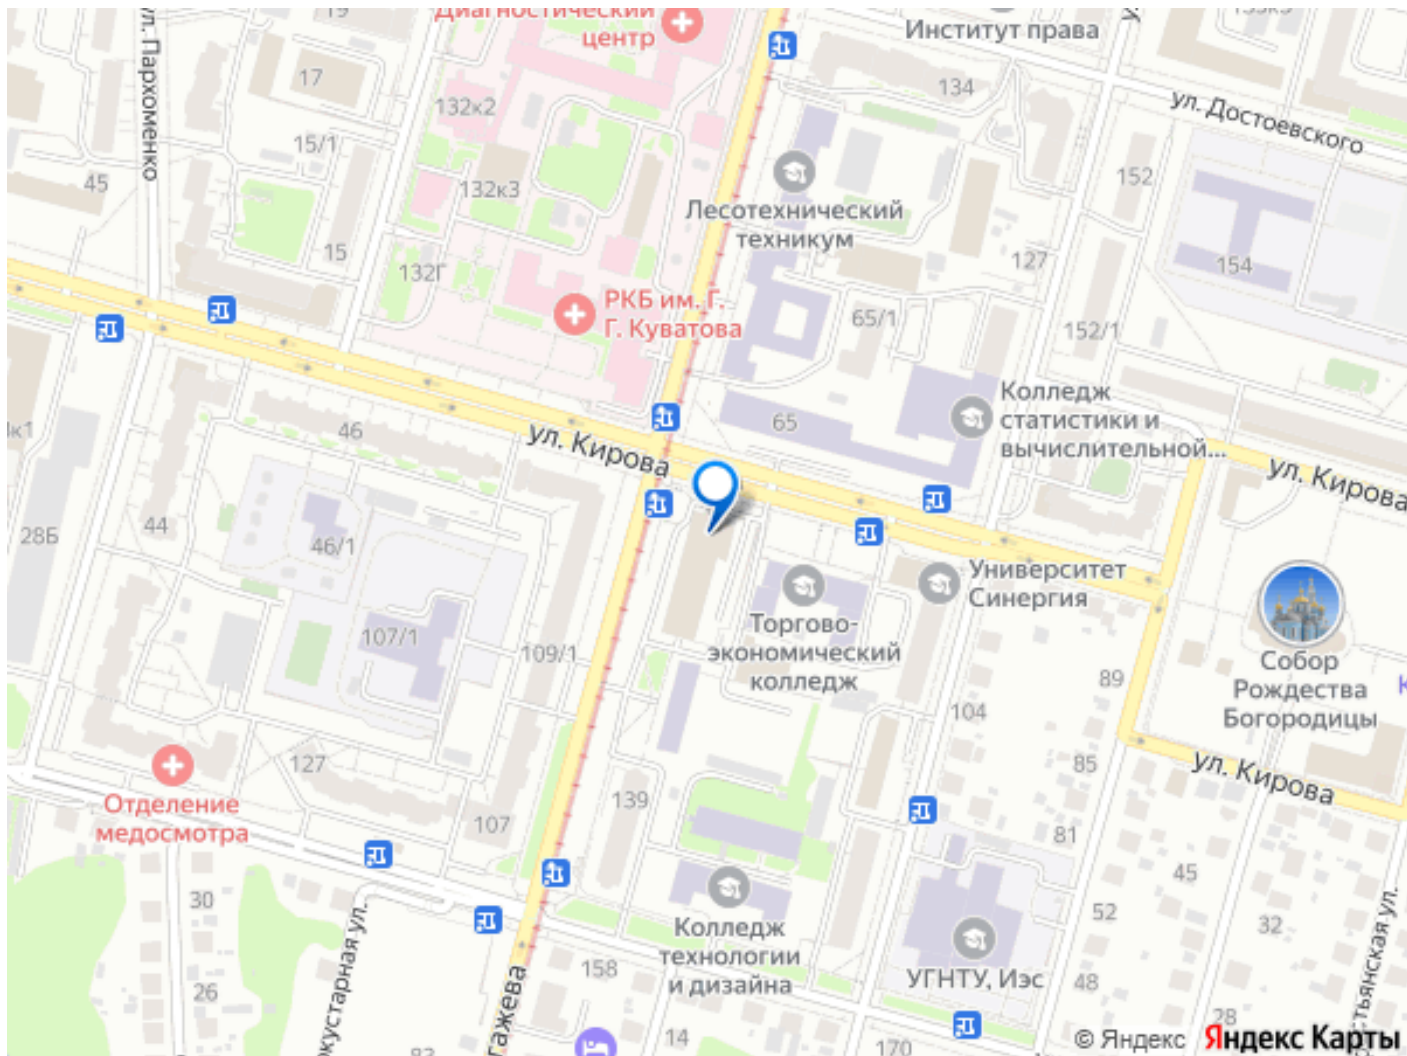 19
Диагностический
центр
Институт права
ул. Пархоменко
17
132к2
134
ул. Достоевского
15/1
45
132к3
152
Лесотехнический
техникум
15
132Г
127
154
РКБ им. Г.
Г. Куватова
65/1
152/1
Колледж
статистики и
вычислительной...
46
65
ул. Кирова
ул. Кирова
28Б
44
46/1
Университет
Синергия
Торгово-
экономический
колледж
107/1
109/1
Собор
Рождества
Богородицы
89
104
85
ул. Кирова
127
Отделение
медосмотра
139
107
81
45
30
52
32
Колледж
технологии
и дизайна
УГНТУ, Иэс
158
26
48
28
14
170
© Яндекс Яндекс Карты